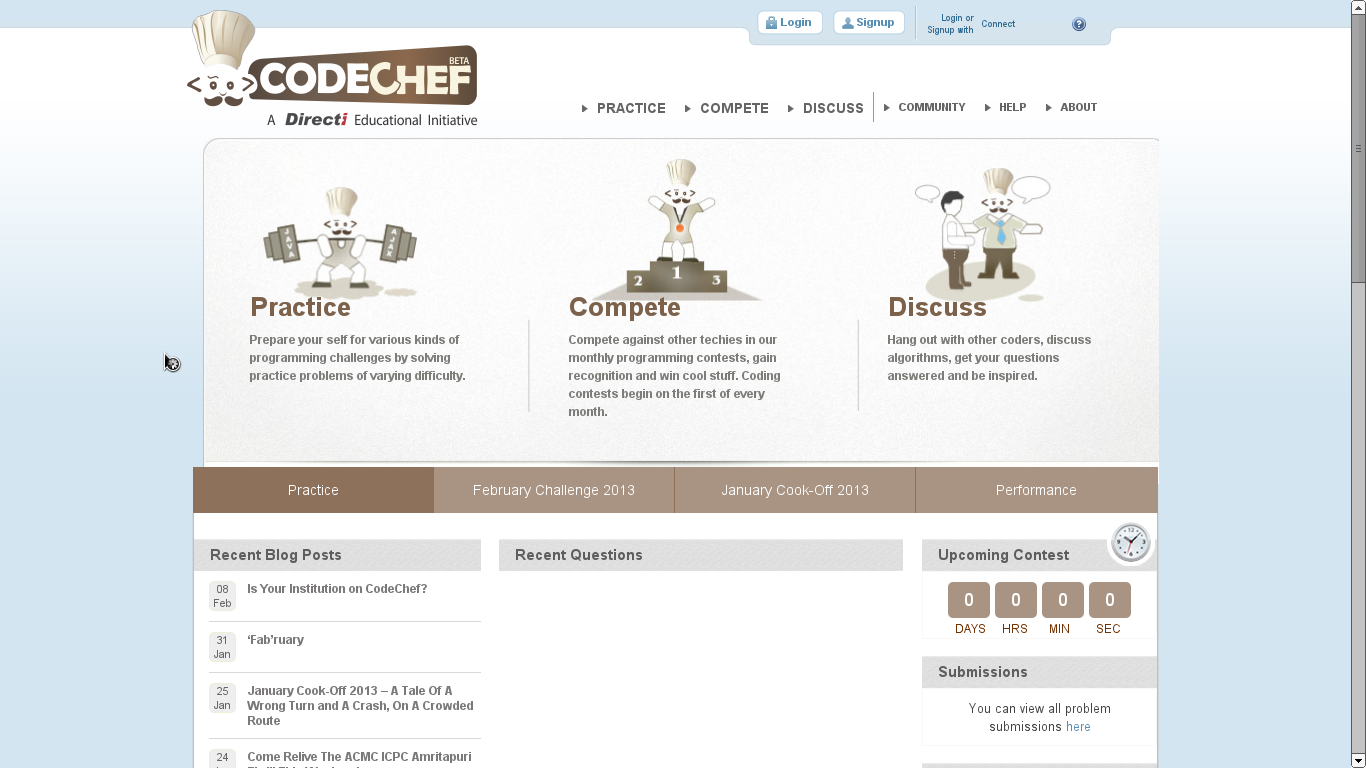 Login
Signup
Login or
Signup with
Connect
?
CODECHEF
BETA
A Directi Educational Initiative
PRACTICE
COMPETE
DISCUSS
COMMUNITY
HELP
ABOUT
JAVA
AJAX
2 1 3
Practice
Prepare your self for various kinds of
programming challenges by solving
practice problems of varying difficulty.
Compete
Compete against other techies in our
monthly programming contests, gain
recognition and win cool stuff. Coding
contests begin on the first of every
month.
Discuss
Hang out with other coders, discuss
algorithms, get your questions
answered and be inspired.
Practice
February Challenge 2013
January Cook-Off 2013
Performance
Recent Blog Posts
08
Feb
Is Your Institution on CodeChef?
31
Jan
‘Fab’ruary
25
Jan
January Cook-Off 2013 – A Tale Of A
Wrong Turn and A Crash, On A Crowded
Route
24
Come Relive The ACMC ICPC Amritapuri
Recent Questions
Upcoming Contest
0 0 0 0
DAYS HRS MIN SEC
Submissions
You can view all problem
submissions here